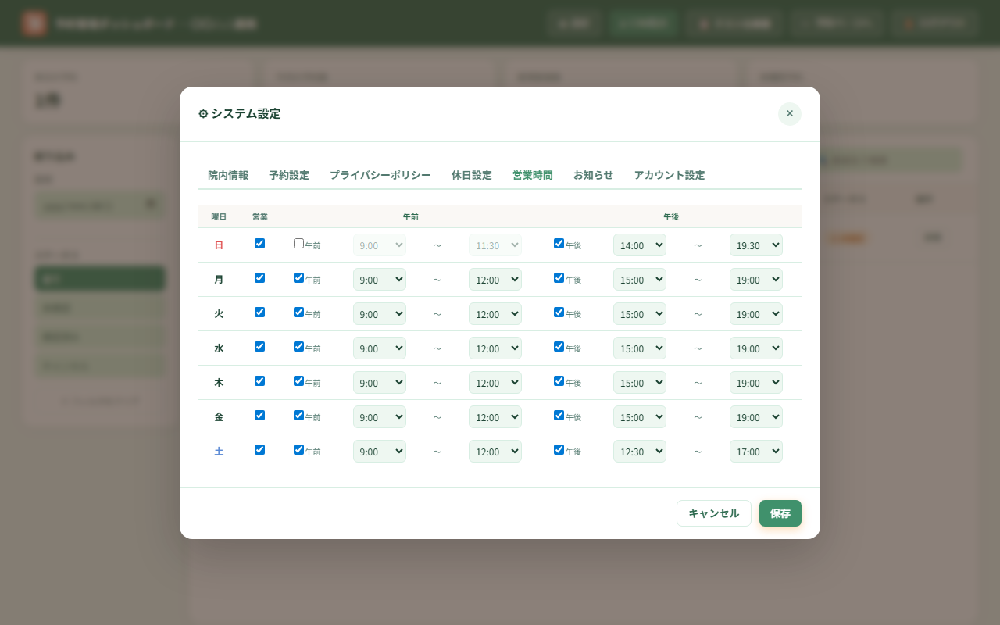 ⚙ システム設定 ×
院内情報 予約設定 プライバシーポリシー 休日設定 営業時間 お知らせ アカウント設定
曜日 営業 午前 午後
日 午前 9:00 ～ 11:30 午後 14:00 ～ 19:30
月 午前 9:00 ～ 12:00 午後 15:00 ～ 19:00
火 午前 9:00 ～ 12:00 午後 15:00 ～ 19:00
水 午前 9:00 ～ 12:00 午後 15:00 ～ 19:00
木 午前 9:00 ～ 12:00 午後 15:00 ～ 19:00
金 午前 9:00 ～ 12:00 午後 15:00 ～ 19:00
土 午前 9:00 ～ 12:00 午後 12:30 ～ 17:00
キャンセル 保存